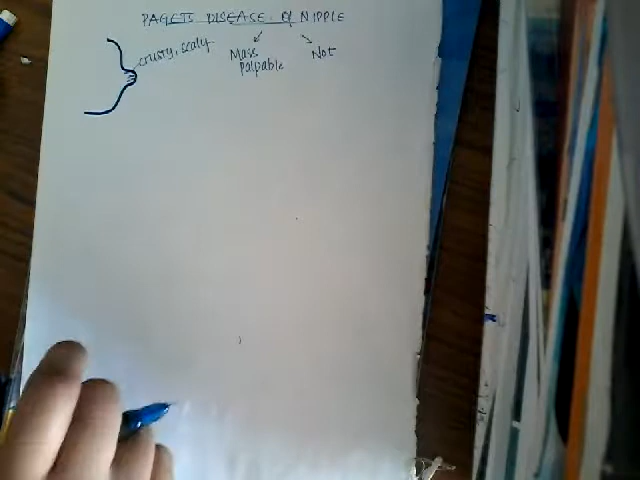 PAGETS DISEASE of NIPPLE
crusty, scaly
Mass
Palpable
Not